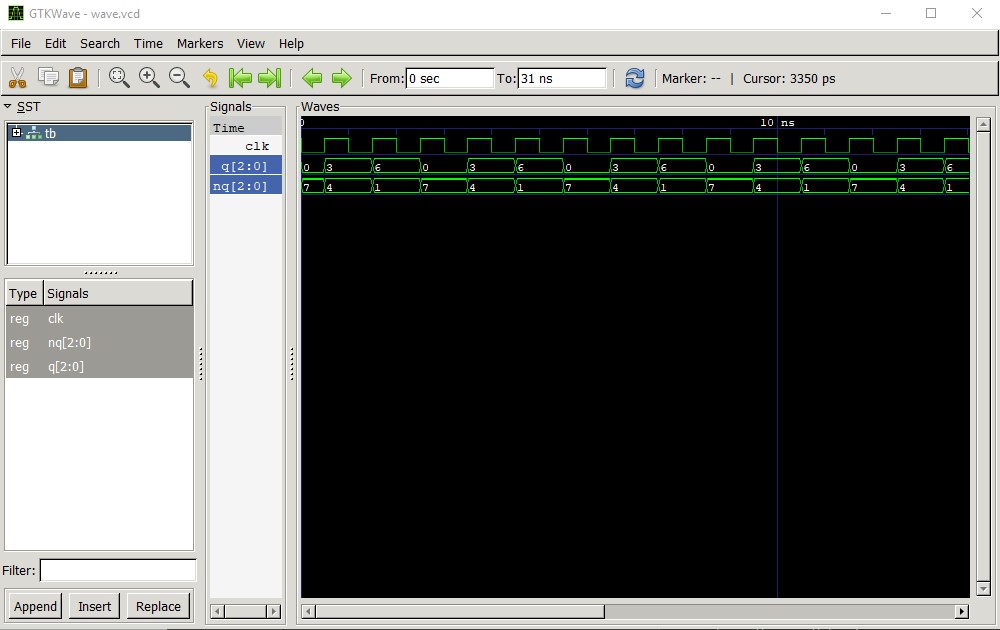 GTKWave - wave.vcd
File Edit Search Time Markers View Help
From: 0 sec To: 31 ns Marker: -- | Cursor: 3350 ps
SST
tb
Type Signals
reg clk
reg nq[2:0]
reg q[2:0]
Filter:
Append Insert Replace
Signals
Time
clk
q[2:0]
nq[2:0]
Waves
0 10 ns
0 3 6 0 3 6 0 3 6 0 3 6 0 3 6
7 4 1 7 4 1 7 4 1 7 4 1 7 4 1